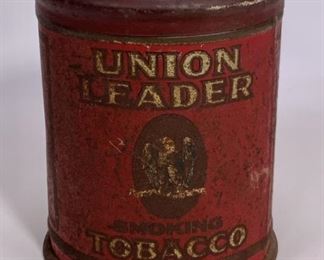 UNION
LEADER
SMOKING
TOBACCO